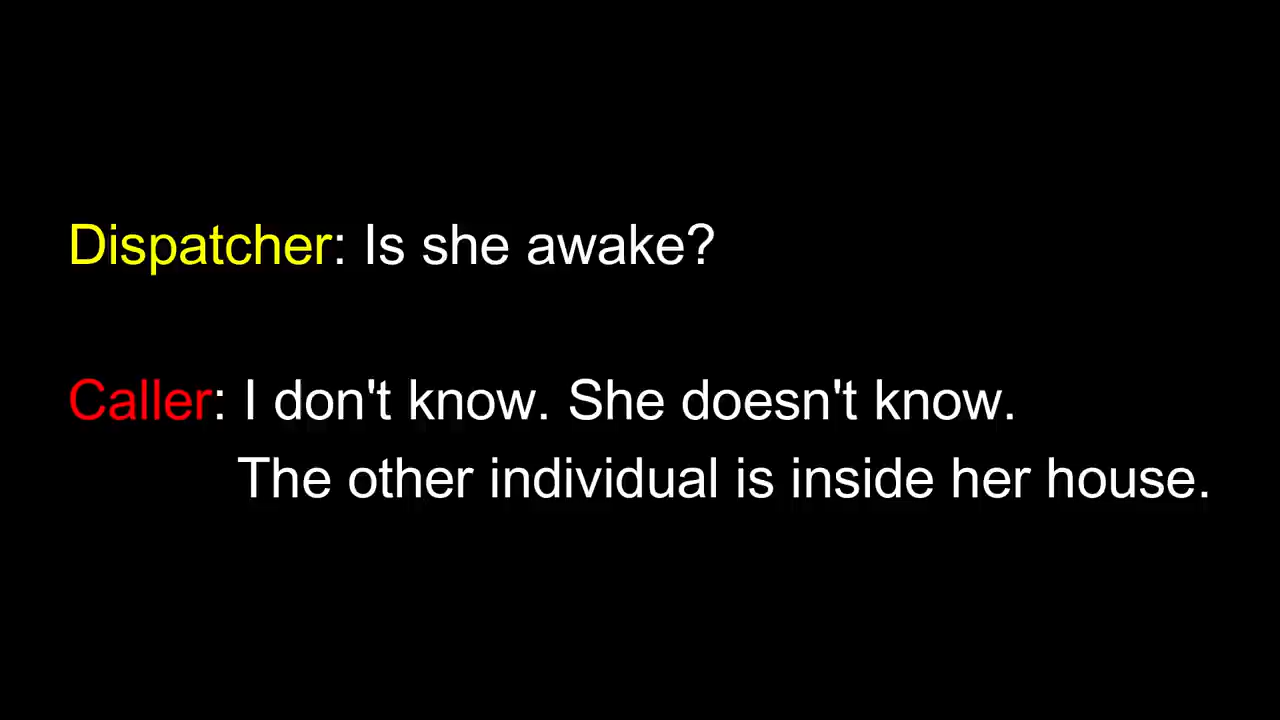 Dispatcher: Is she awake?
Caller: I don't know. She doesn't know.
The other individual is inside her house.